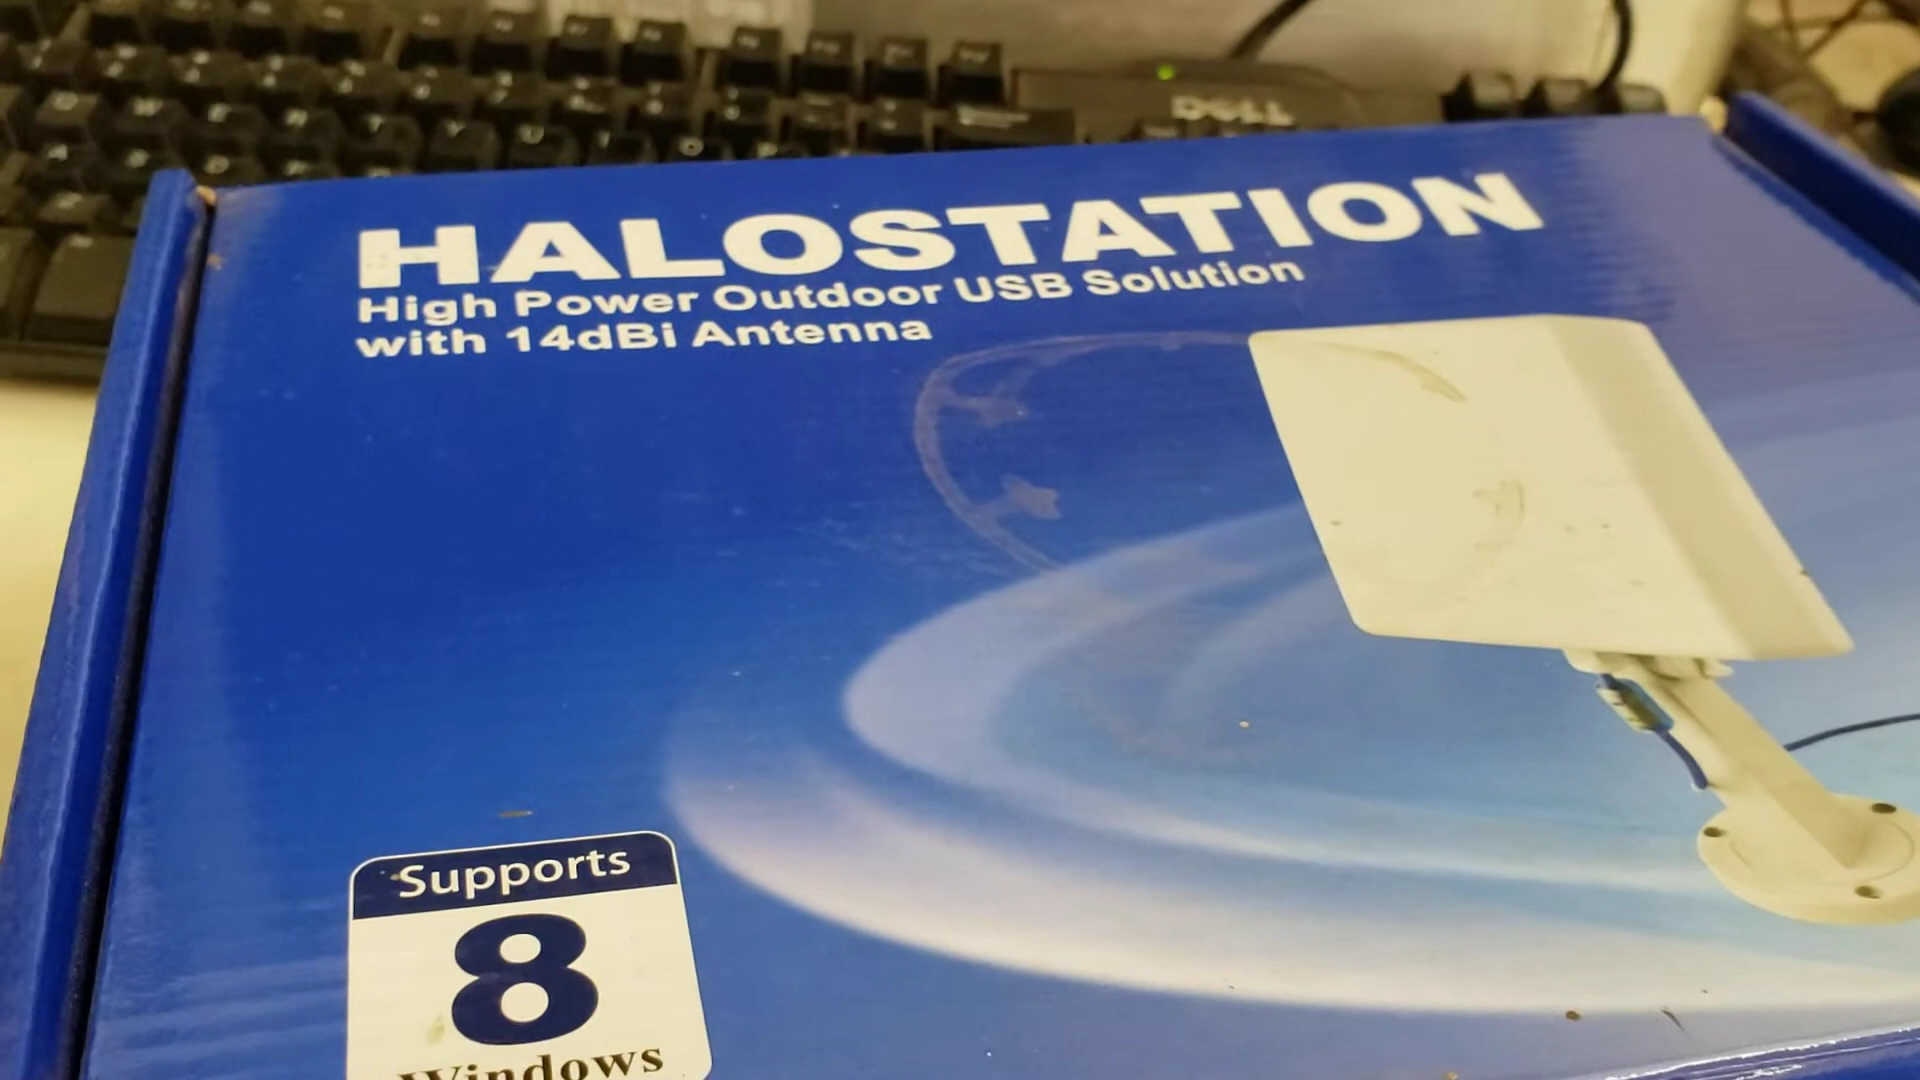 DELL
HALOSTATION
High Power Outdoor USB Solution
with 14dBi Antenna
Supports
8
Windows